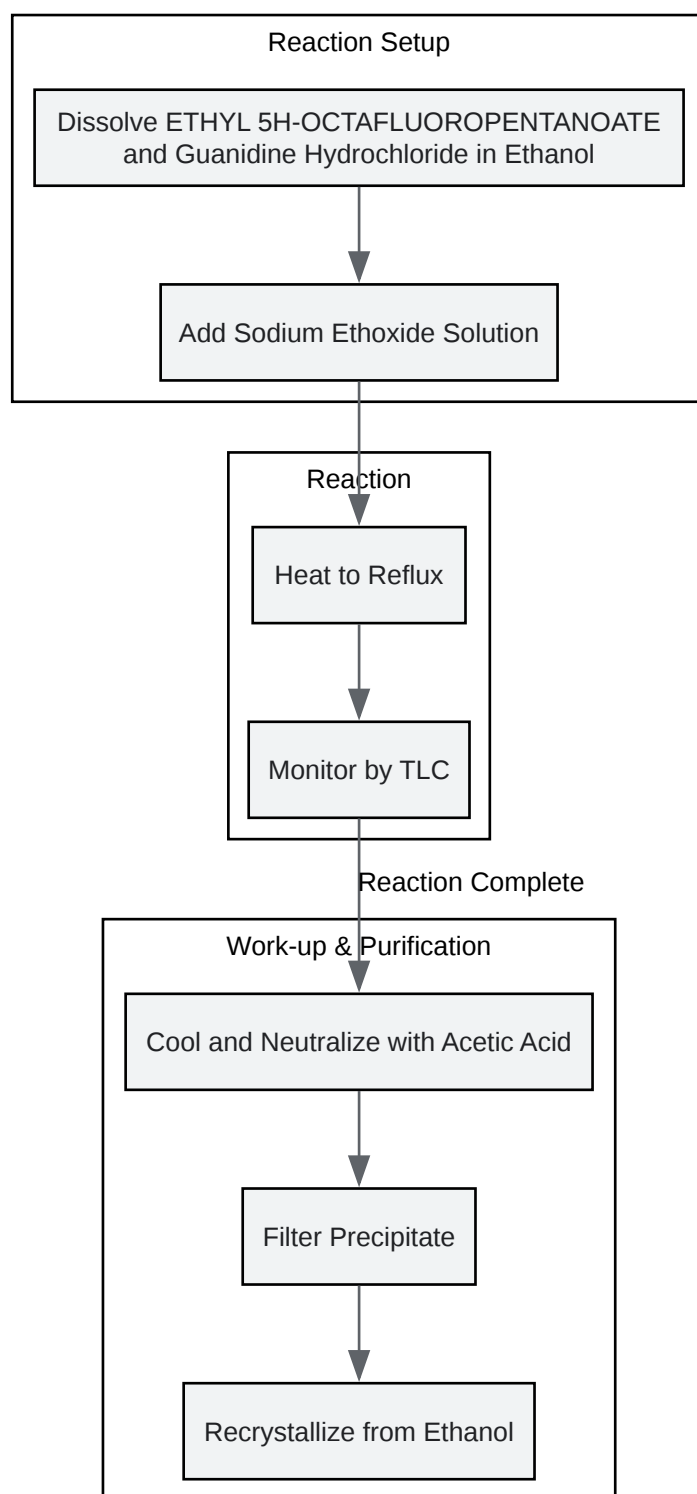 Reaction Setup
Dissolve ETHYL 5H-OCTAFLUOROPENTANOATE
and Guanidine Hydrochloride in Ethanol
Add Sodium Ethoxide Solution
Reaction
Heat to Reflux
Monitor by TLC
Reaction Complete
Work-up & Purification
Cool and Neutralize with Acetic Acid
Filter Precipitate
Recrystallize from Ethanol